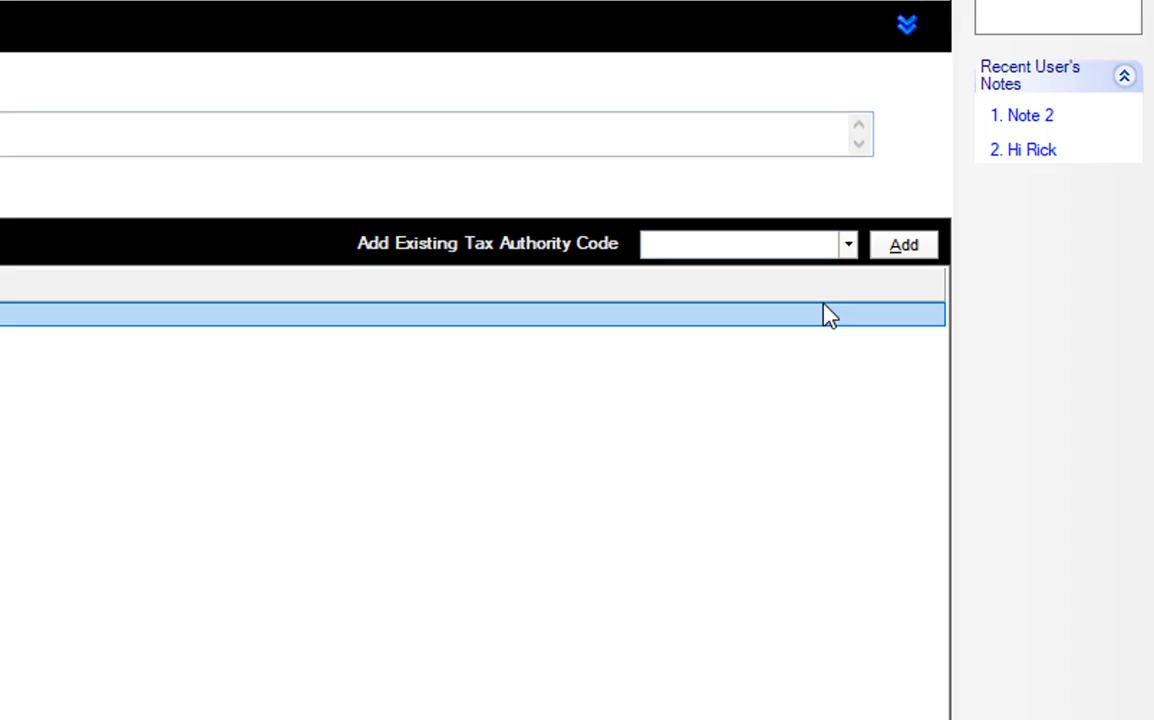 Recent User's
Notes
1. Note 2
2. Hi Rick
Add Existing Tax Authority Code
Add